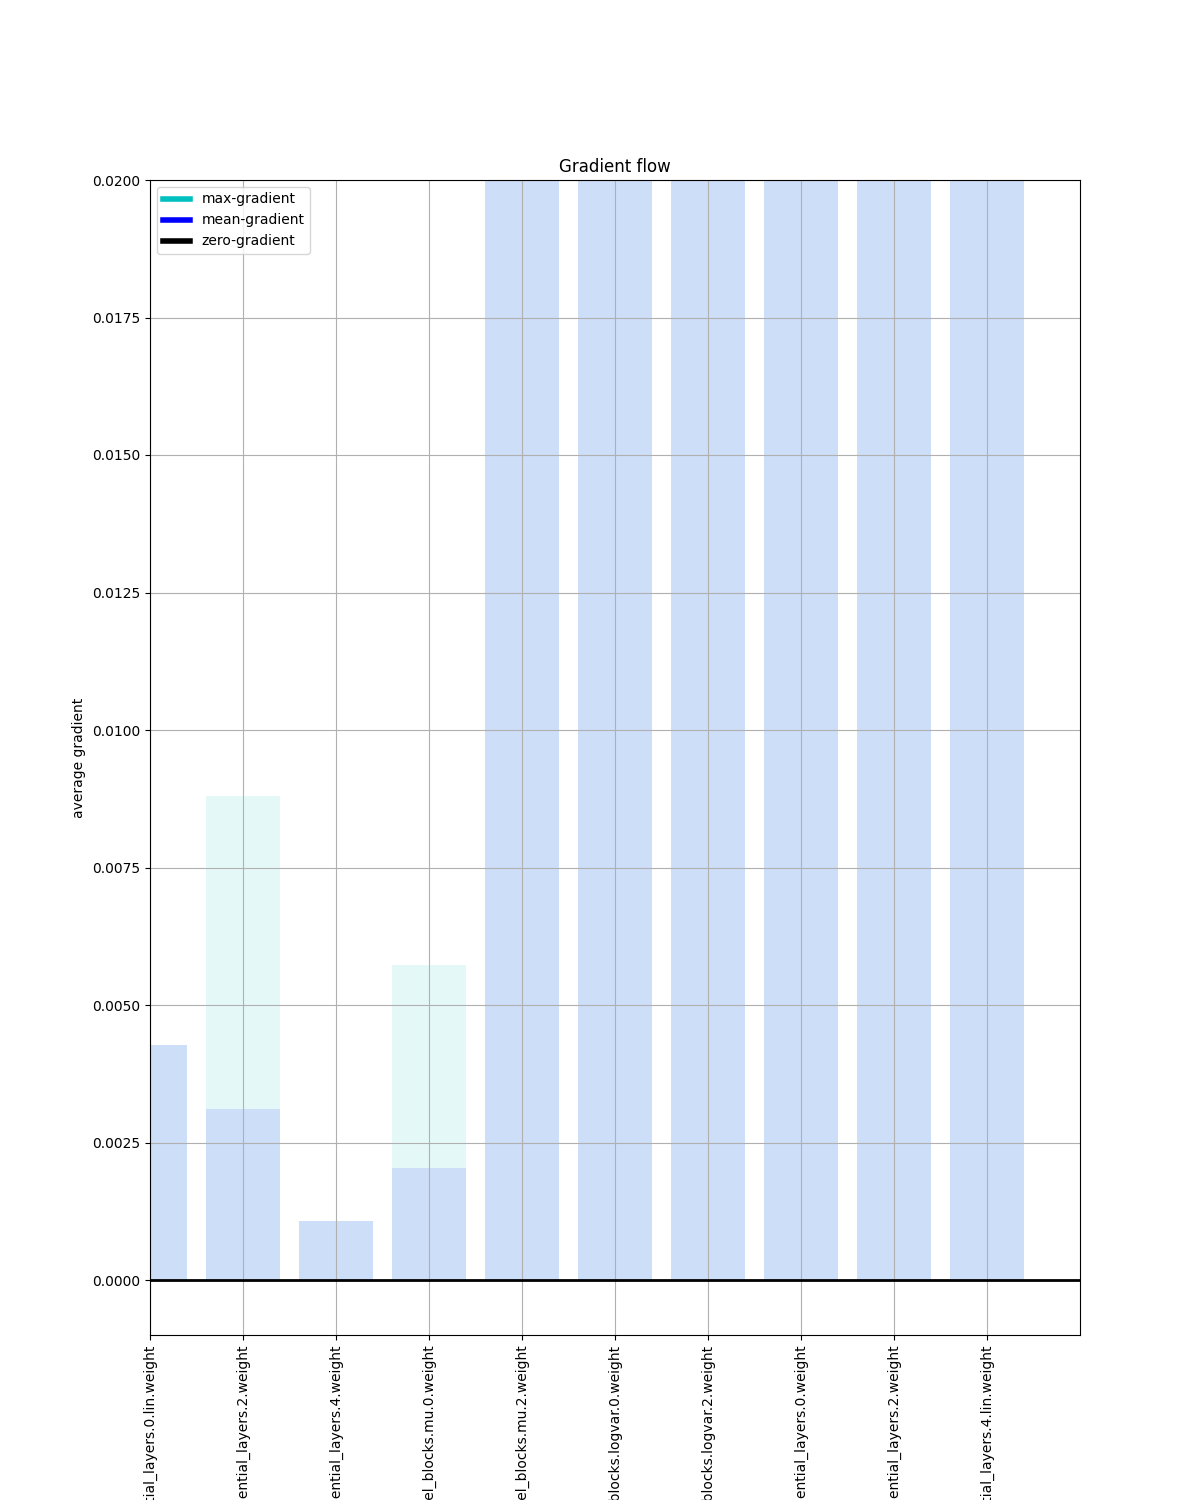 Gradient flow
max-gradient
mean-gradient
zero-gradient
0.0200
0.0175
0.0150
0.0125
0.0100
0.0075
0.0050
0.0025
0.0000
average gradient
tial_layers.0.lin.weight
ential_layers.2.weight
ential_layers.4.weight
el_blocks.mu.0.weight
el_blocks.mu.2.weight
blocks.logvar.0.weight
blocks.logvar.2.weight
ential_layers.0.weight
ential_layers.2.weight
tial_layers.4.lin.weight